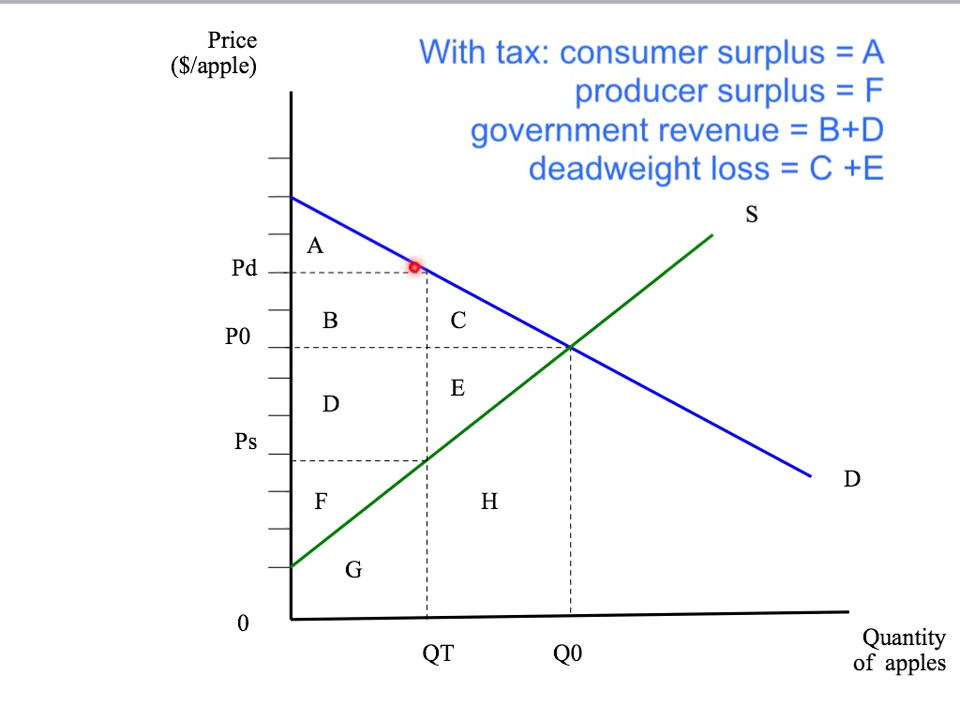 Price
($/apple)
With tax: consumer surplus = A
producer surplus = F
government revenue = B+D
deadweight loss = C +E
S
A
Pd
B
C
P0
E
D
Ps
D
F
H
G
0
QT
Q0
Quantity
of apples